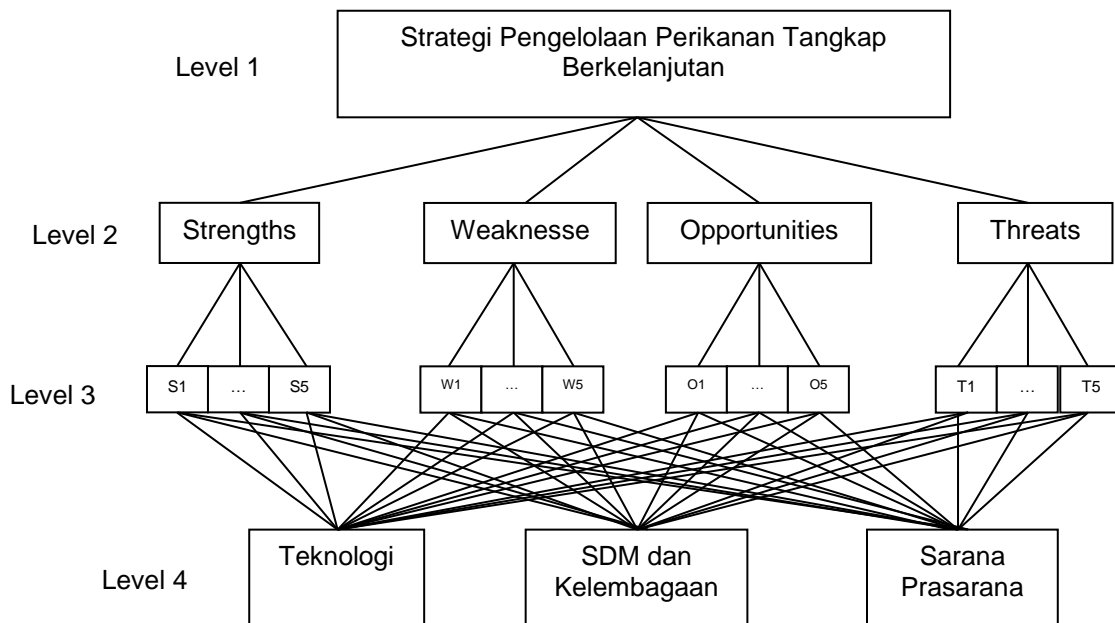 Strategi Pengelolaan Perikanan Tangkap
Berkelanjutan
Level 1
Level 2
Strengths
Weaknesse
Opportunities
Threats
Level 3
S1 … S5
W1 … W5
O1 … O5
T1 … T5
Level 4
Teknologi
SDM dan
Kelembagaan
Sarana
Prasarana